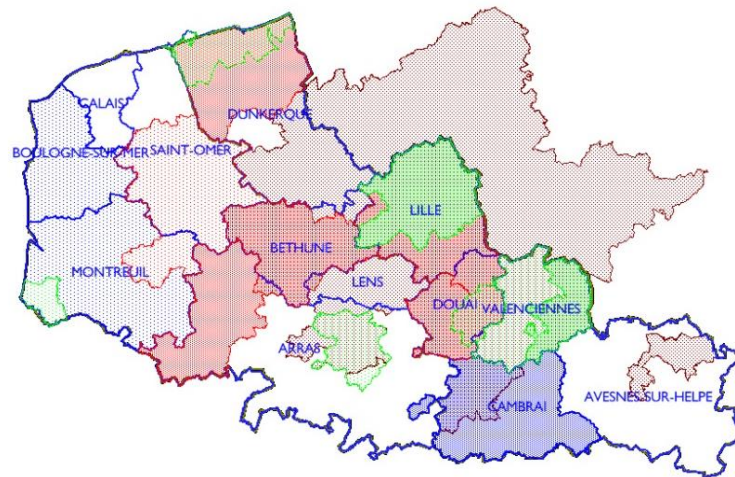 CALAIS
DUNKERQUE
BOULOGNE-SUR-MER
SAINT-OMER
LILLE
BETHUNE
MONTREUIL
LENS
DOUAI
VALENCIENNES
ARRAS
CAMBRAI
AVESNES-SUR-HELPE